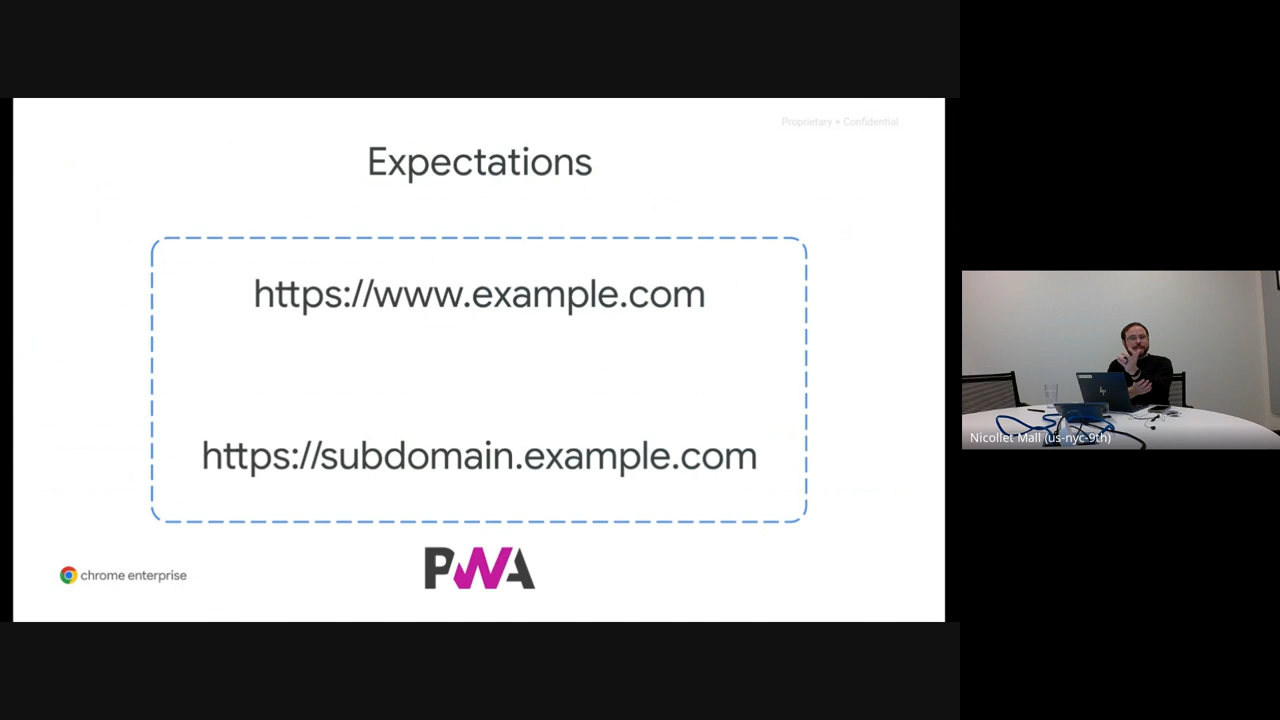 Proprietary + Confidential
Expectations
https://www.example.com
https://subdomain.example.com
chrome enterprise
PWA
Nicollet Mall (us-nyc-9th)
hp